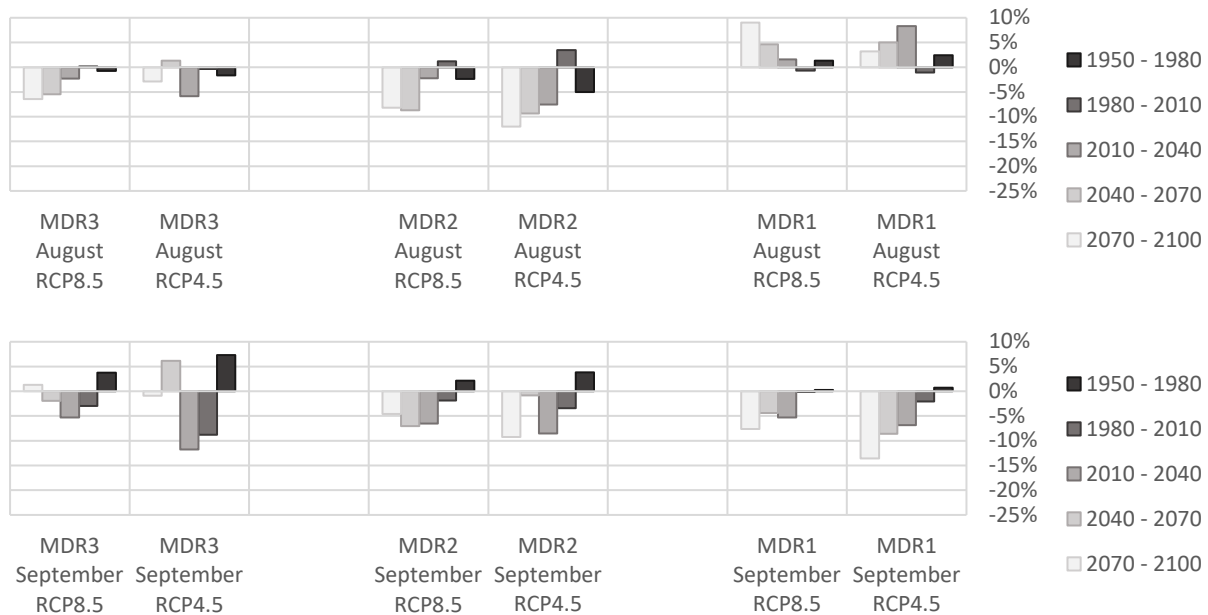 10%
5%
0%
-5%
-10%
-15%
-20%
-25%
MDR3 August RCP8.5
MDR3 August RCP4.5
MDR2 August RCP8.5
MDR2 August RCP4.5
MDR1 August RCP8.5
MDR1 August RCP4.5
1950 - 1980
1980 - 2010
2010 - 2040
2040 - 2070
2070 - 2100
10%
5%
0%
-5%
-10%
-15%
-20%
-25%
MDR3 September RCP8.5
MDR3 September RCP4.5
MDR2 September RCP8.5
MDR2 September RCP4.5
MDR1 September RCP8.5
MDR1 September RCP4.5
1950 - 1980
1980 - 2010
2010 - 2040
2040 - 2070
2070 - 2100